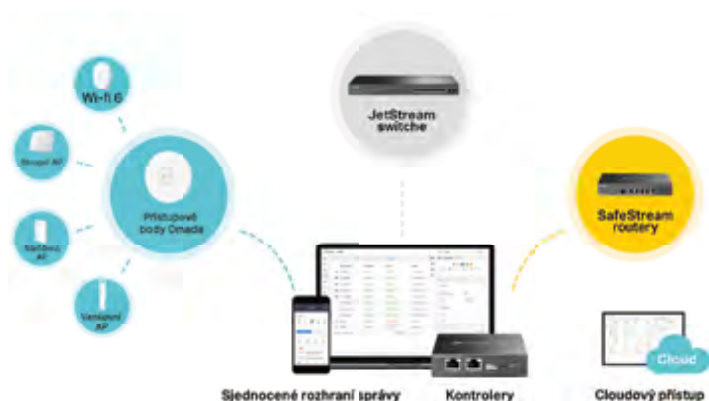 Wi-fi 6
Stropní AP
Nástěnná
AP
Venkovní
AP
Přístupové
body Omada
JetStream
switche
SafeStream
routery
Cloud
Sjednocené rozhraní správy
Kontrolery
Cloudový přístup